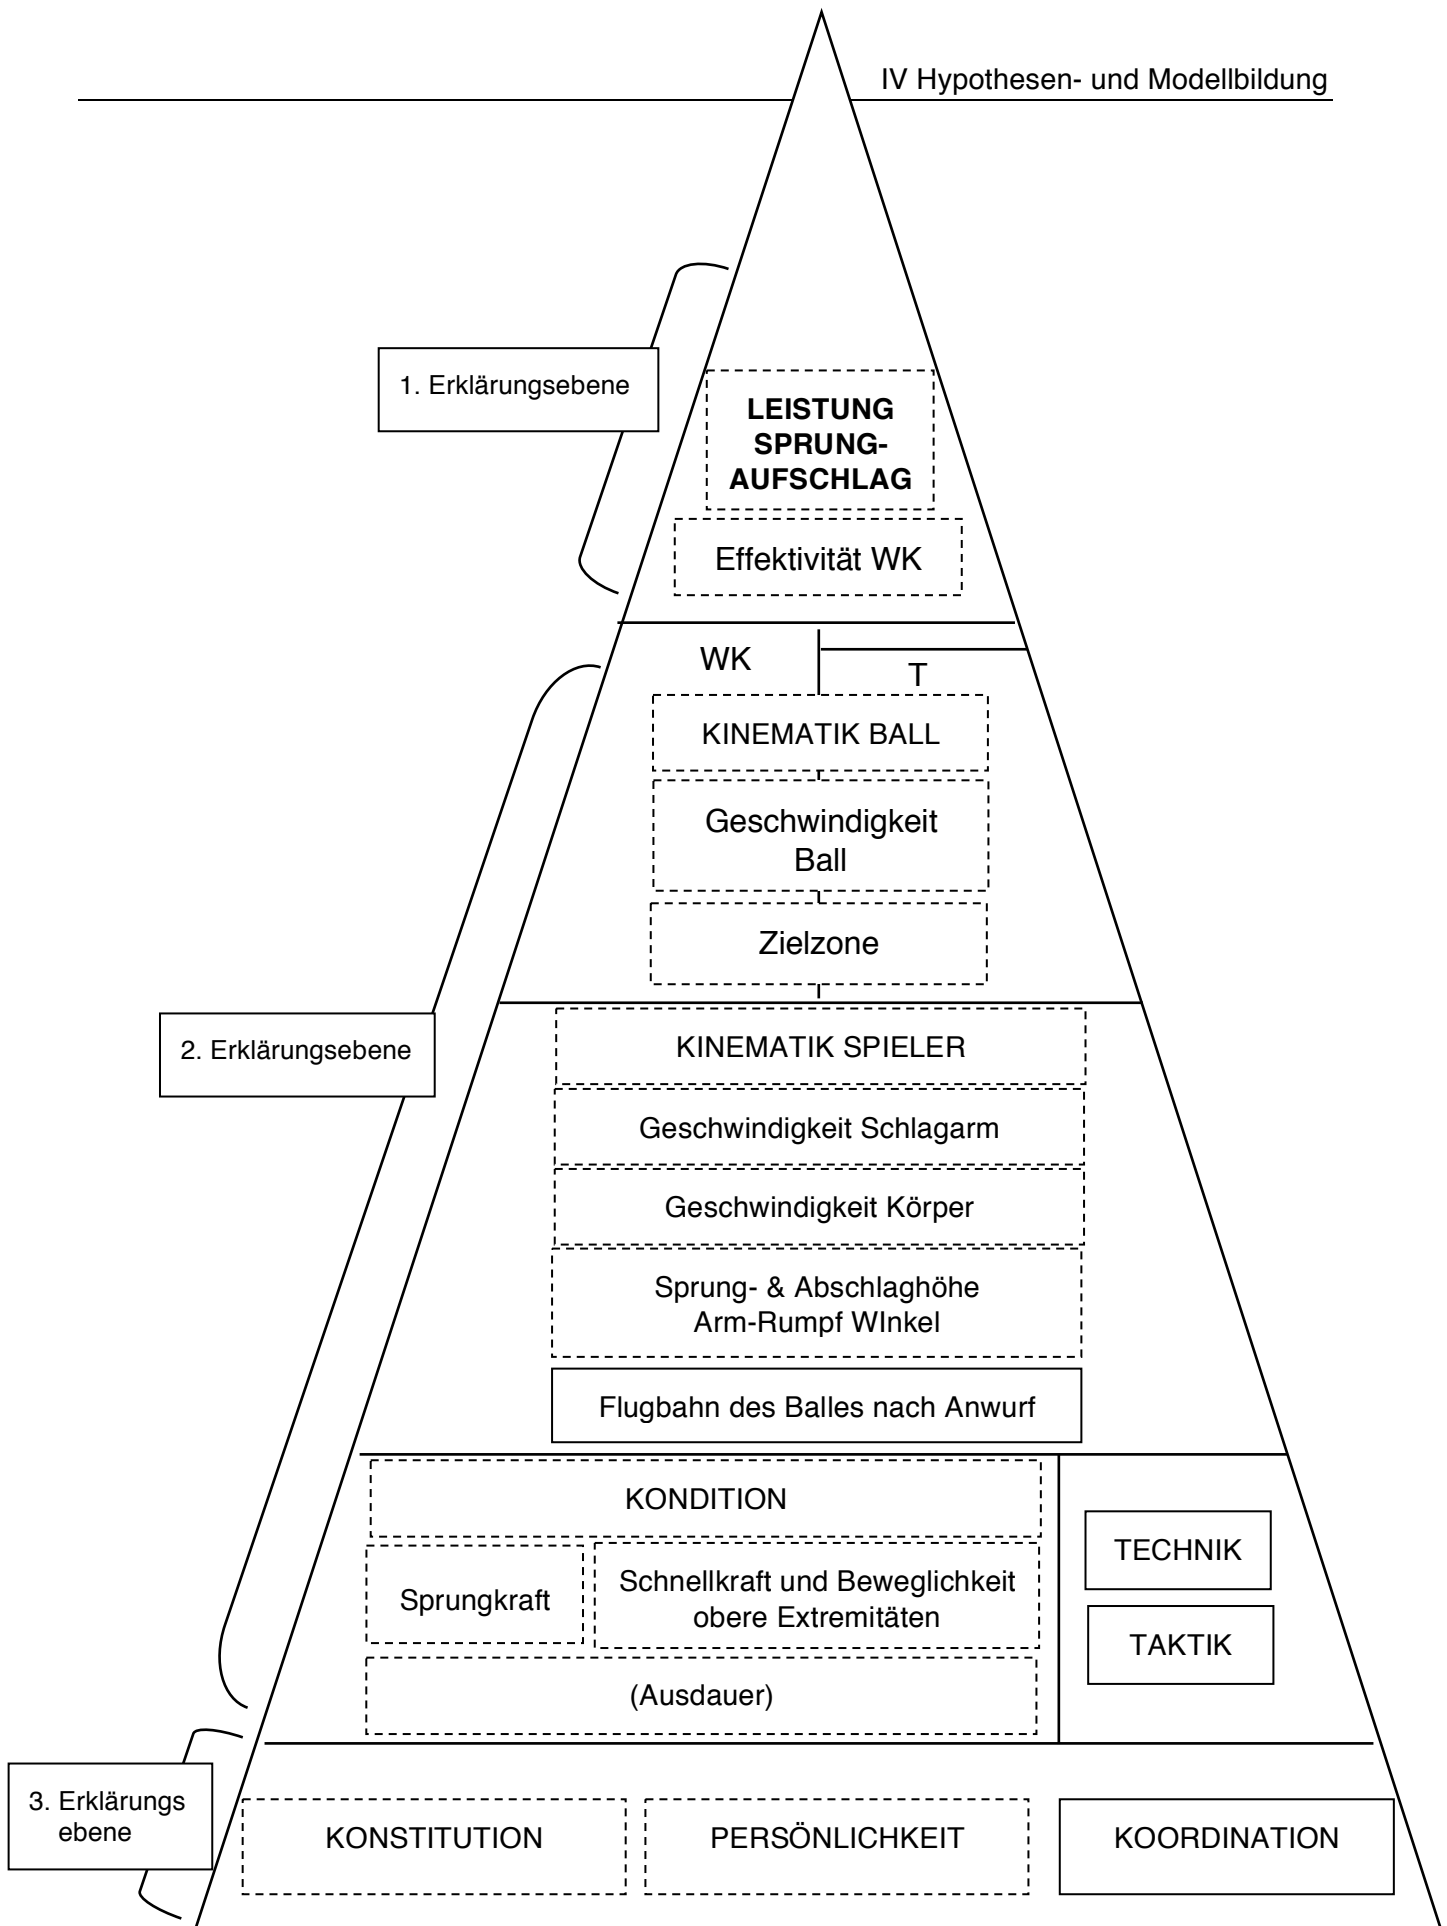 IV Hypothesen- und Modellbildung
1. Erklärungsebene
LEISTUNG
SPRUNG-
AUFSCHLAG
Effektivität WK
WK
T
KINEMATIK BALL
Geschwindigkeit
Ball
Zielzone
2. Erklärungsebene
KINEMATIK SPIELER
Geschwindigkeit Schlagarm
Geschwindigkeit Körper
Sprung- & Abschlaghöhe
Arm-Rumpf WInkel
Flugbahn des Balles nach Anwurf
KONDITION
Sprungkraft
Schnellkraft und Beweglichkeit
obere Extremitäten
(Ausdauer)
TECHNIK
TAKTIK
3. Erklärungs
ebene
KONSTITUTION
PERSÖNLICHKEIT
KOORDINATION